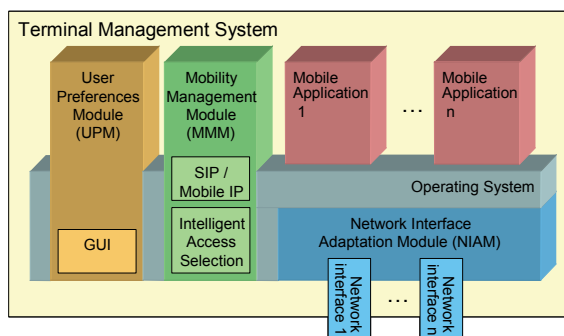 Terminal Management System
User
Preferences
Module
(UPM)
GUI
Mobility
Management
Module
(MMM)
SIP /
Mobile IP
Intelligent
Access
Selection
Mobile
Application
1
...
Mobile
Application
n
Operating System
Network Interface
Adaptation Module (NIAM)
Network
interface 1
...
Network
interface n